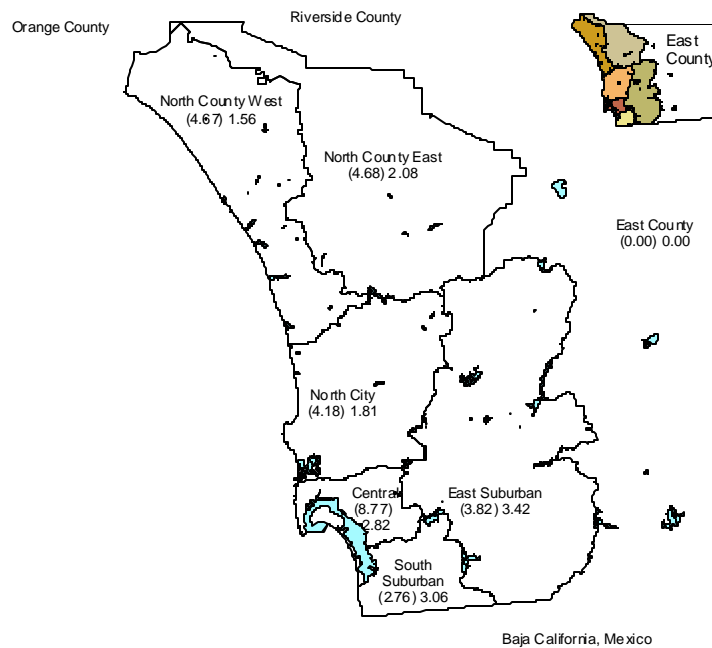 Riverside County
Orange County
East
County
North County West
(4.67) 1.56
North County East
(4.68) 2.08
East County
(0.00) 0.00
North City
(4.18) 1.81
Central
(8.77)
2.82
East Suburban
(3.82) 3.42
South
Suburban
(2.76) 3.06
Baja California, Mexico